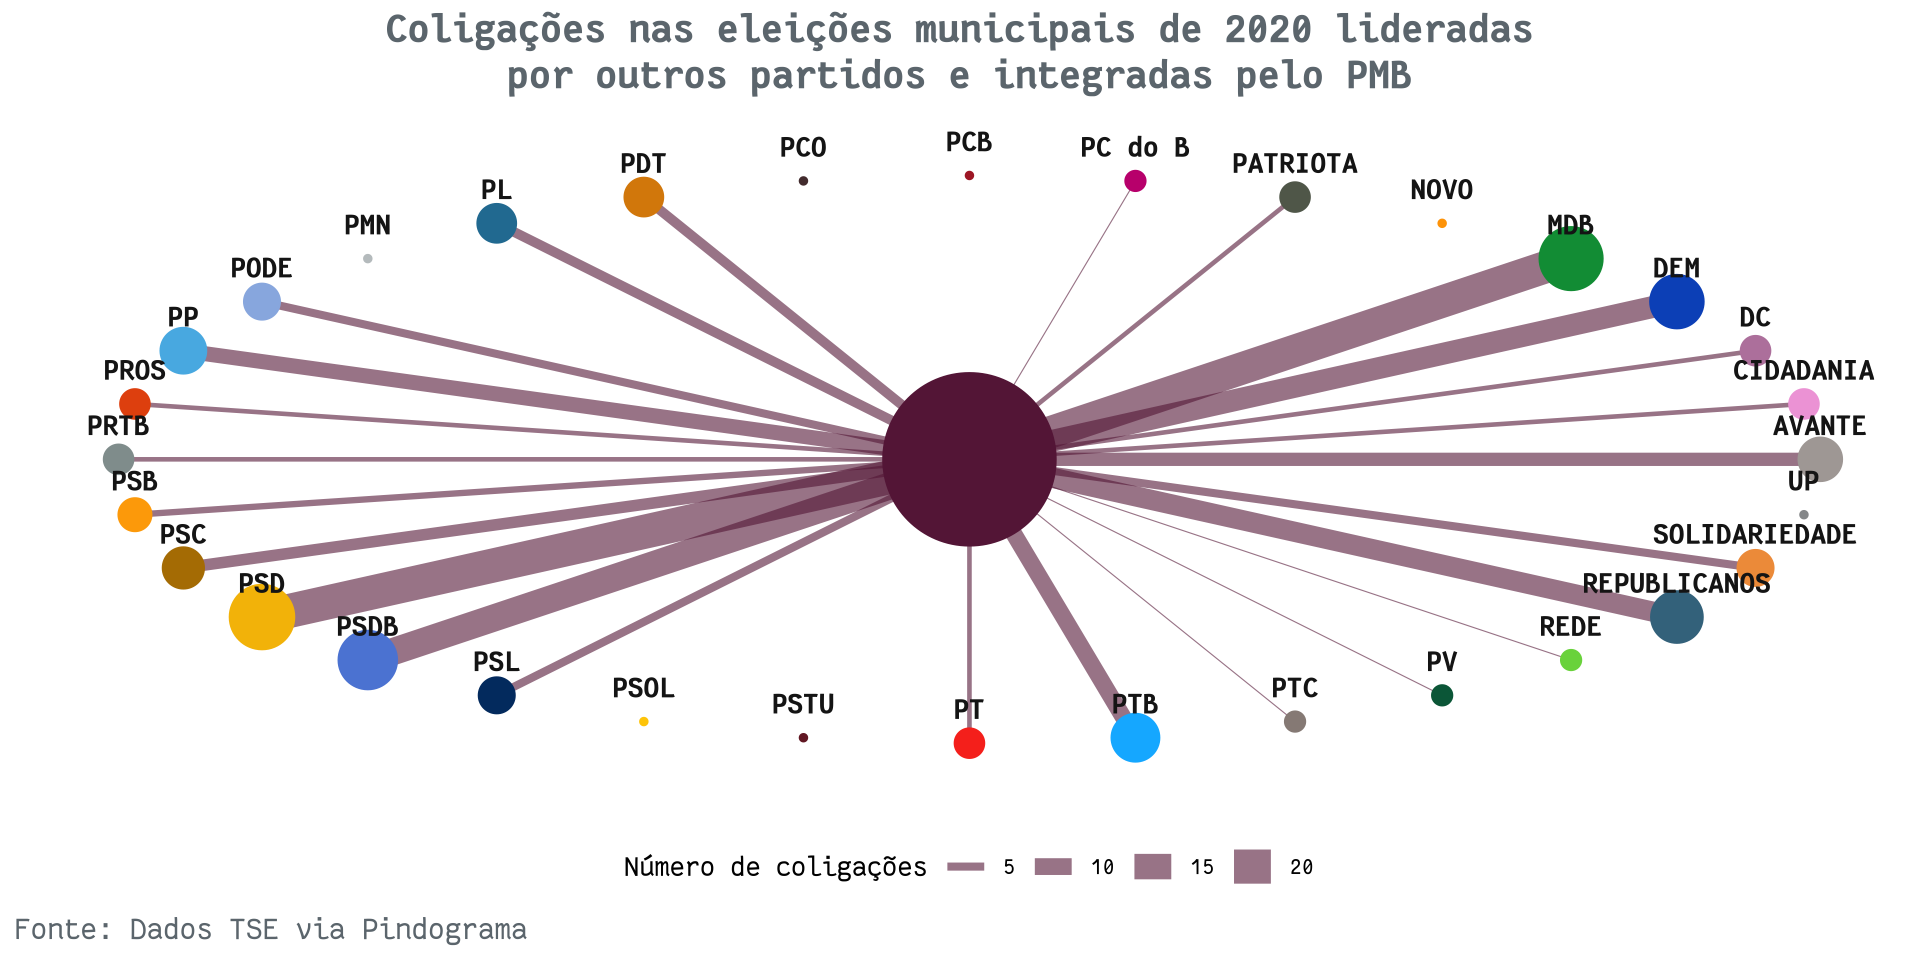 Coligações nas eleições municipais de 2020 lideradas
por outros partidos e integradas pelo PMB
PCB
PCO
PC do B
PDT
PATRIOTA
PL
NOVO
PMN
MDB
PODE
DEM
PP
DC
PROS
CIDADANIA
PRTB
AVANTE
PSB
UP
PSC
SOLIDARIEDADE
PSD
REPUBLICANOS
PSDB
REDE
PSL
PV
PSOL
PTC
PSTU
PTB
PT
Número de coligações 5 10 15 20
Fonte: Dados TSE via Pindograma